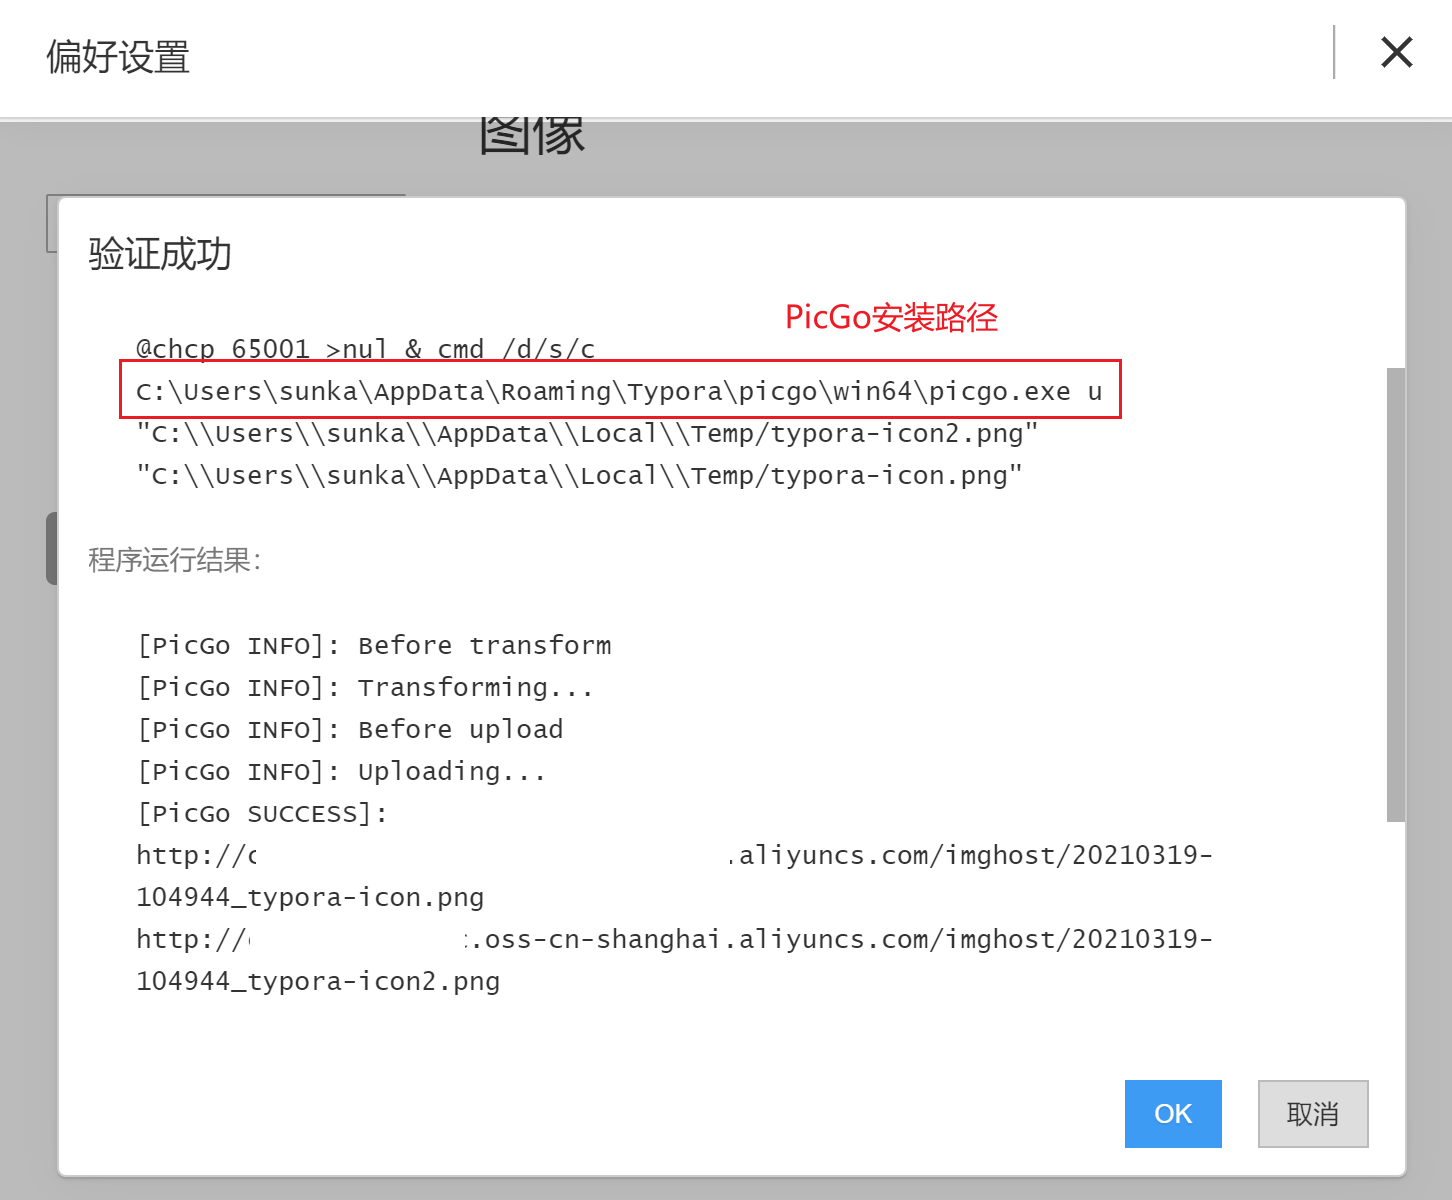 偏好设置
图像
验证成功
PicGo安装路径
@chcp 65001 >nul & cmd /d/s/c
C:\Users\sunka\AppData\Roaming\Typora\picgo\win64\picgo.exe u
"C:\\Users\\sunka\\AppData\\Local\\Temp/typora-icon2.png"
"C:\\Users\\sunka\\AppData\\Local\\Temp/typora-icon.png"
程序运行结果：
[PicGo INFO]: Before transform
[PicGo INFO]: Transforming...
[PicGo INFO]: Before upload
[PicGo INFO]: Uploading...
[PicGo SUCCESS]:
http:// .aliyuncs.com/imghost/20210319-
104944_typora-icon.png
http:// .oss-cn-shanghai.aliyuncs.com/imghost/20210319-
104944_typora-icon2.png
OK 取消